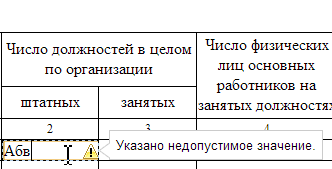 Число должностей в целом
по организации
Число физических
лиц основных
работников на
занятых должностях
штатных
занятых
2
3
4
Абв
Указано недопустимое значение.